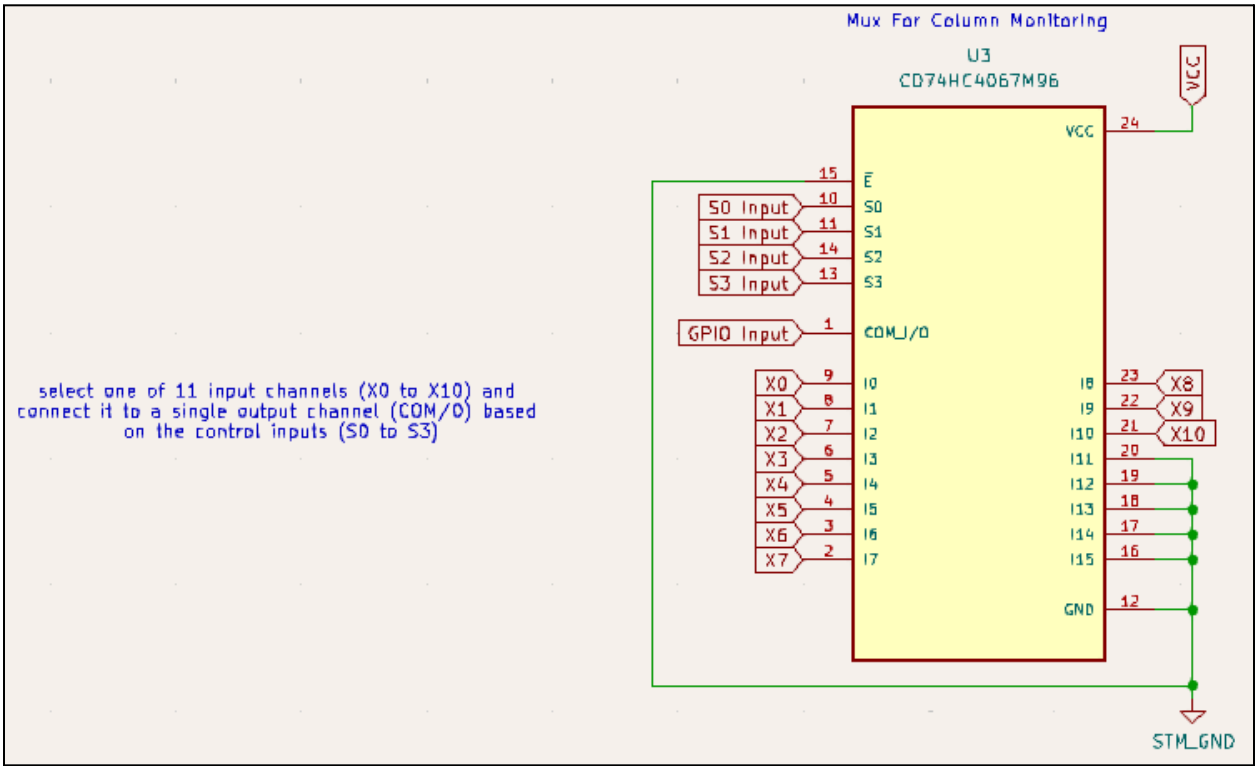 Mux For Column Monitoring
U3
CD74HC4067M96
VCC
VCC 24
15 E
S0 Input 10 S0
S1 Input 11 S1
S2 Input 14 S2
S3 Input 13 S3
GPIO Input 1 COM_I/O
select one of 11 input channels (X0 to X10) and
connect it to a single output channel (COM/O) based
on the control inputs (S0 to S3)
X0 9 I0 I8 23 X8
X1 8 I1 I9 22 X9
X2 7 I2 I10 21 X10
X3 6 I3 I11 20
X4 5 I4 I12 19
X5 4 I5 I13 18
X6 3 I6 I14 17
X7 2 I7 I15 16
GND 12
STM_GND